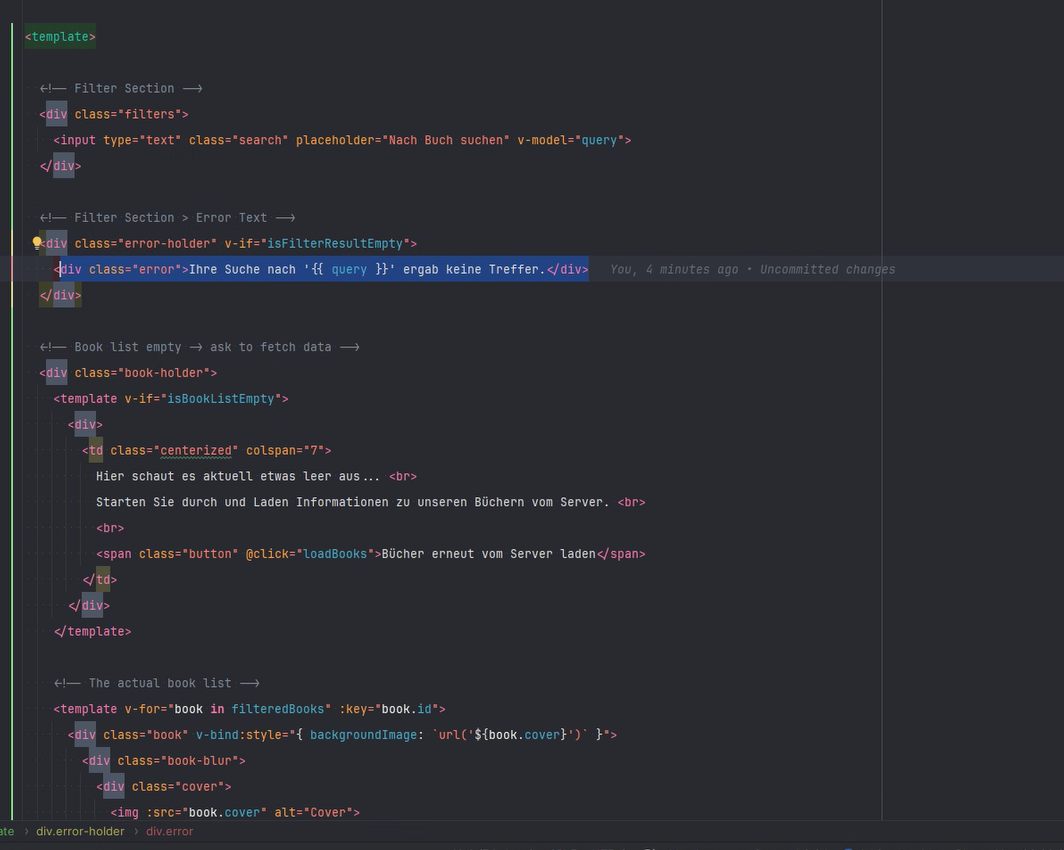 <template>
<!-- Filter Section -->
<div class="filters">
<input type="text" class="search" placeholder="Nach Buch suchen" v-model="query">
</div>
<!-- Filter Section > Error Text -->
<div class="error-holder" v-if="isFilterResultEmpty">
<div class="error">Ihre Suche nach '{{ query }}' ergab keine Treffer.</div> You, 4 minutes ago • Uncommitted changes
</div>
<!-- Book list empty -> ask to fetch data -->
<div class="book-holder">
<template v-if="isBookListEmpty">
<div>
<td class="centerized" colspan="7">
Hier schaut es aktuell etwas leer aus... <br>
Starten Sie durch und Laden Informationen zu unseren Büchern vom Server. <br>
<br>
<span class="button" @click="loadBooks">Bücher erneut vom Server laden</span>
</td>
</div>
</template>
<!-- The actual book list -->
<template v-for="book in filteredBooks" :key="book.id">
<div class="book" v-bind:style="{ backgroundImage: `url('${book.cover}')` }">
<div class="book-blur">
<div class="cover">
<img :src="book.cover" alt="Cover">
ate › div.error-holder › div.error